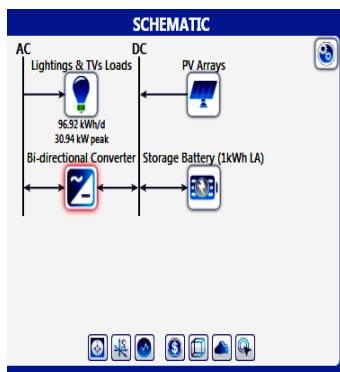 SCHEMATIC
AC DC
Lightings & TVs Loads PV Arrays
96.92 kWh/d
30.94 kW peak
Bi-directional Converter Storage Battery (1kWh LA)